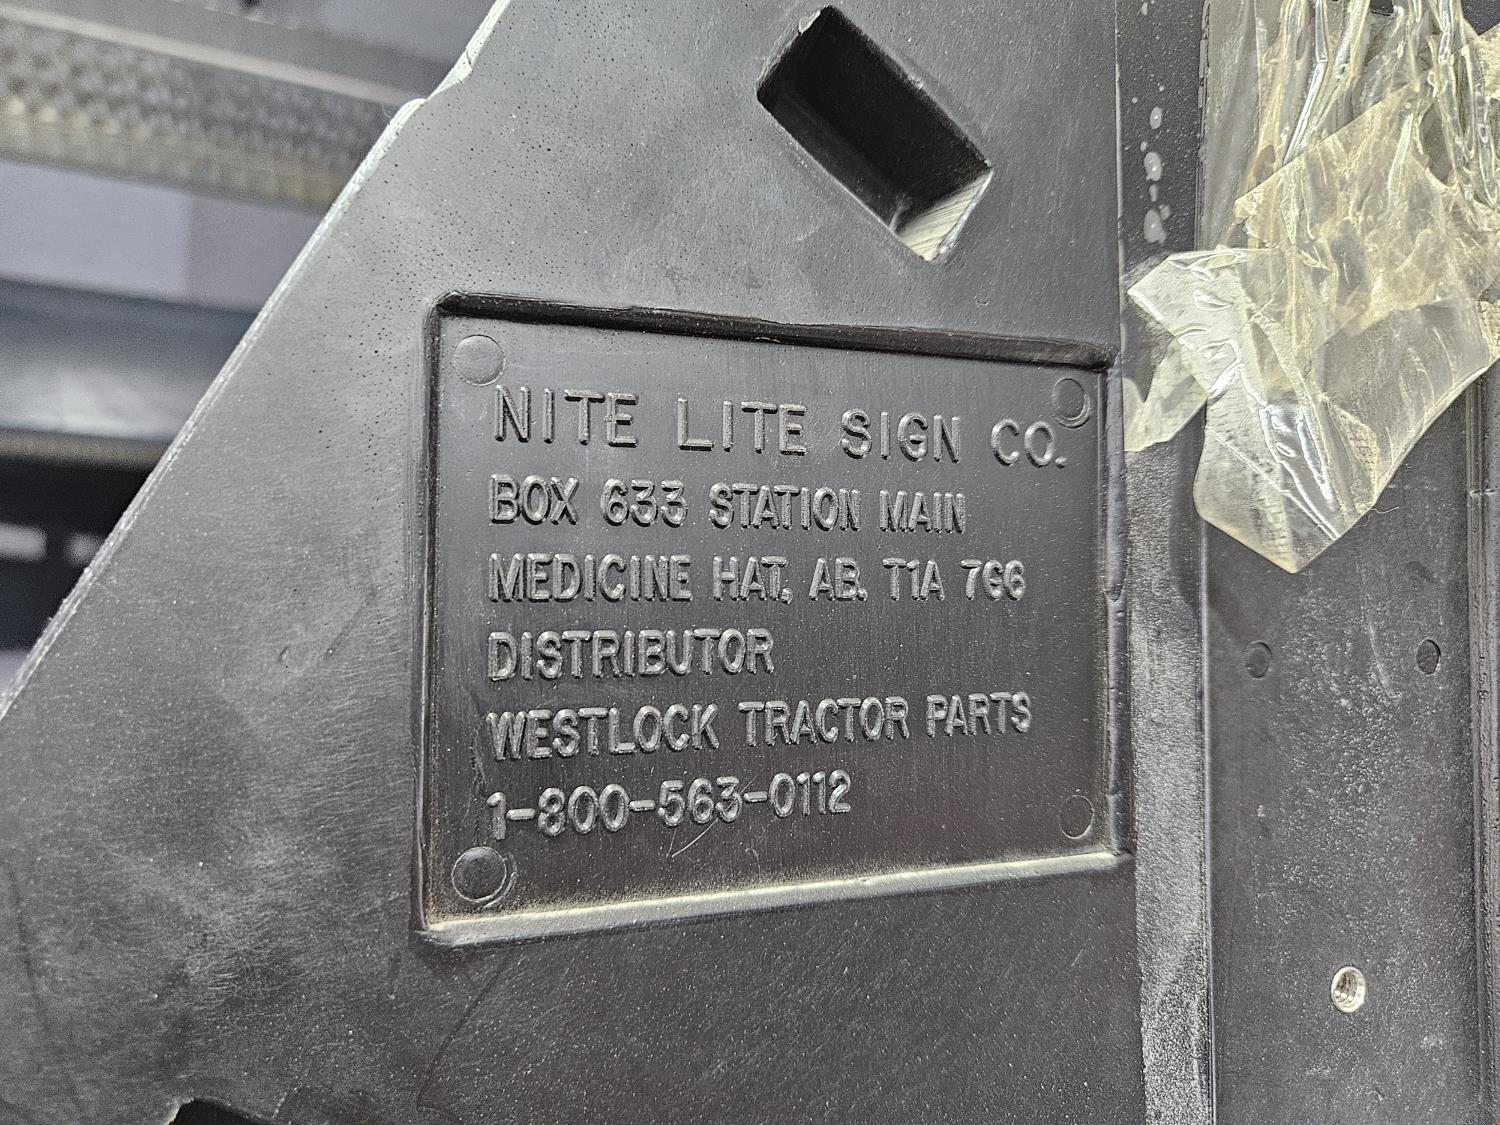 NITE LITE SIGN CO.
BOX 633 STATION MAIN
MEDICINE HAT, AB. T1A 7G6
DISTRIBUTOR
WESTLOCK TRACTOR PARTS
1-800-563-0112